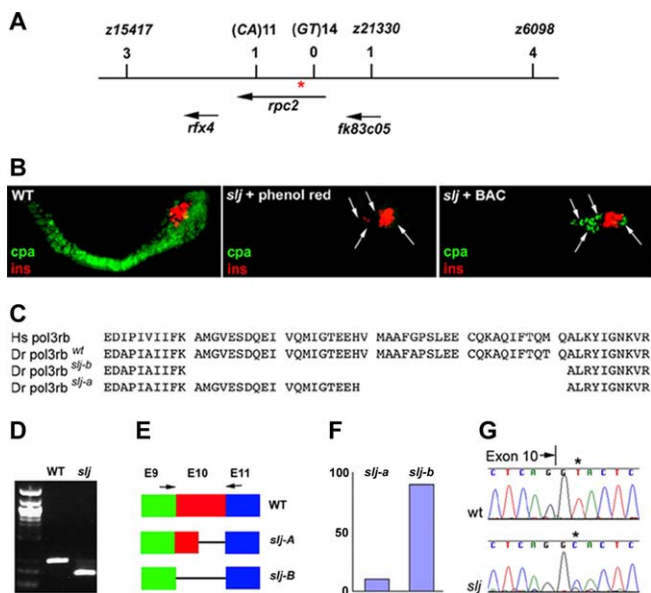 A
z15417 (CA)11 (GT)14 z21330 z6098
3 1 0 1 4
*
rpc2
rfx4 fk83c05
B
WT slj + phenol red slj + BAC
cpa cpa cpa
ins ins ins
C
Hs pol3rb EDIPIVIIFK AMGVESDQEI VQMIGTEEHV MAAFGPSLEE CQKAQIFTQM QALKYIGNKVR
Dr pol3rb wt EDAPIAIIFK AMGVESDQEI VQMIGTEEHV MAAFAPSLEE CQKAQIFTQT QALRYIGNKVR
Dr pol3rb slj-b EDAPIAIIFK ALRYIGNKVR
Dr pol3rb slj-a EDAPIAIIFK AMGVESDQEI VQMIGTEEH ALRYIGNKVR
D E F G
WT slj
E9 E10 E11
WT
slj-A
slj-B
100 slj-a slj-b
50
0
Exon 10
*
C T C A G G T A C T C
wt
*
C T C A G G C A C T C
slj